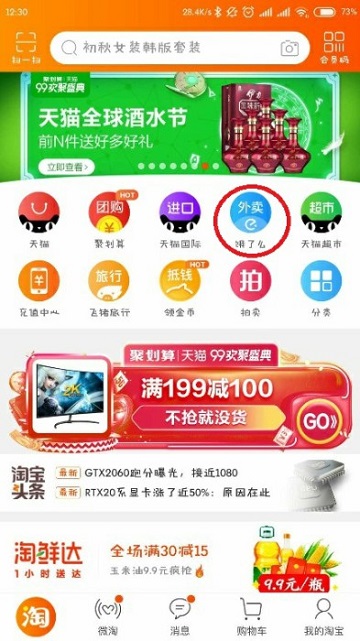 12:30
28.4K/s
73%
扫一扫
初秋女装韩版套装
会员码
聚划算 天猫
99欢聚盛典
天猫全球酒水节
前N件送好多好礼
立即查看>
HOT
团购
进口
外卖
超市
天猫
聚划算
天猫国际
饿了么
天猫超市
旅行
抵钱
HOT
拍
充值中心
飞猪旅行
领金币
拍卖
分类
聚划算 天猫 99欢聚盛典
满199减100
不抢就没货
GO》
淘宝
头条
最新 GTX2060跑分曝光,接近1080
最新 RTX20系显卡涨了近50%:原因在此
淘鲜达
1小时送达
全场满30减15
玉米油9.9元疯抢
9.9元/瓶
淘
微淘
消息
购物车
我的淘宝